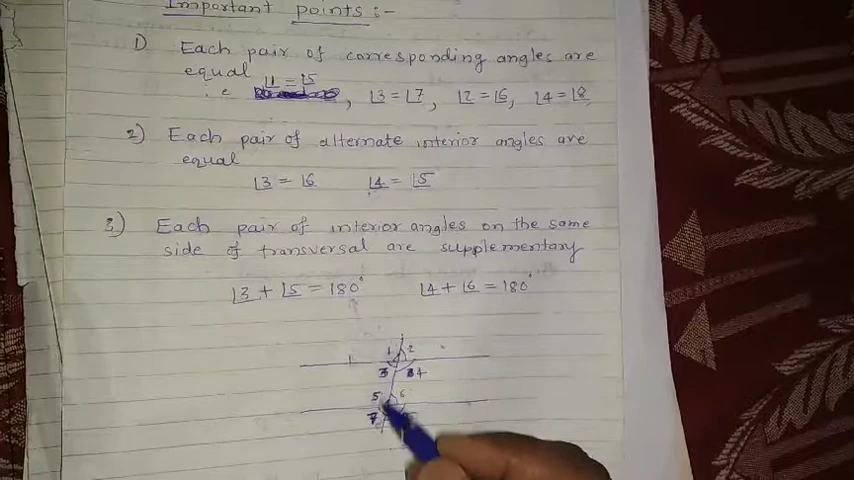 Important points :-
1) Each pair of corresponding angles are
equal ∠1 = ∠5
i.e , ∠3 = ∠7, ∠2 = ∠6, ∠4 = ∠8
2) Each pair of alternate interior angles are
equal
∠3 = ∠6 ∠4 = ∠5
3) Each pair of interior angles on the same
side of transversal are supplementary
∠3 + ∠5 = 180° ∠4 + ∠6 = 180°
1 2
3 4
5 6
7